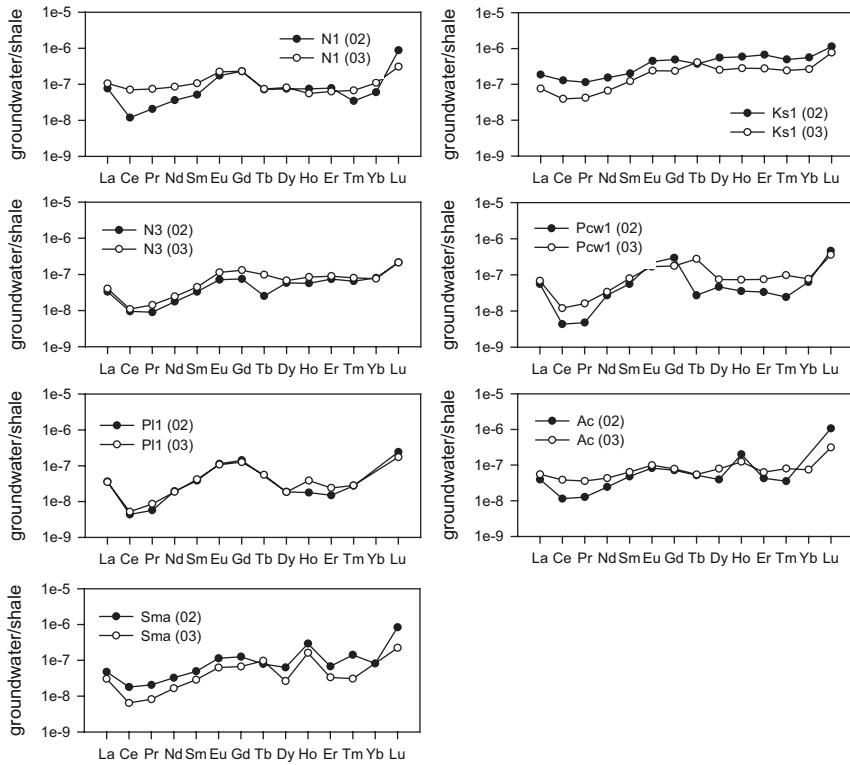 1e-5
1e-6
1e-7
1e-8
1e-9
groundwater/shale
N1 (02)
N1 (03)
La Ce Pr Nd Sm Eu Gd Tb Dy Ho Er Tm Yb Lu
1e-5
1e-6
1e-7
1e-8
1e-9
groundwater/shale
Ks1 (02)
Ks1 (03)
La Ce Pr Nd Sm Eu Gd Tb Dy Ho Er Tm Yb Lu
1e-5
1e-6
1e-7
1e-8
1e-9
groundwater/shale
N3 (02)
N3 (03)
La Ce Pr Nd Sm Eu Gd Tb Dy Ho Er Tm Yb Lu
1e-5
1e-6
1e-7
1e-8
1e-9
groundwater/shale
Pcw1 (02)
Pcw1 (03)
La Ce Pr Nd Sm Eu Gd Tb Dy Ho Er Tm Yb Lu
1e-5
1e-6
1e-7
1e-8
1e-9
groundwater/shale
Pl1 (02)
Pl1 (03)
La Ce Pr Nd Sm Eu Gd Tb Dy Ho Er Tm Yb Lu
1e-5
1e-6
1e-7
1e-8
1e-9
groundwater/shale
Ac (02)
Ac (03)
La Ce Pr Nd Sm Eu Gd Tb Dy Ho Er Tm Yb Lu
1e-5
1e-6
1e-7
1e-8
1e-9
groundwater/shale
Sma (02)
Sma (03)
La Ce Pr Nd Sm Eu Gd Tb Dy Ho Er Tm Yb Lu